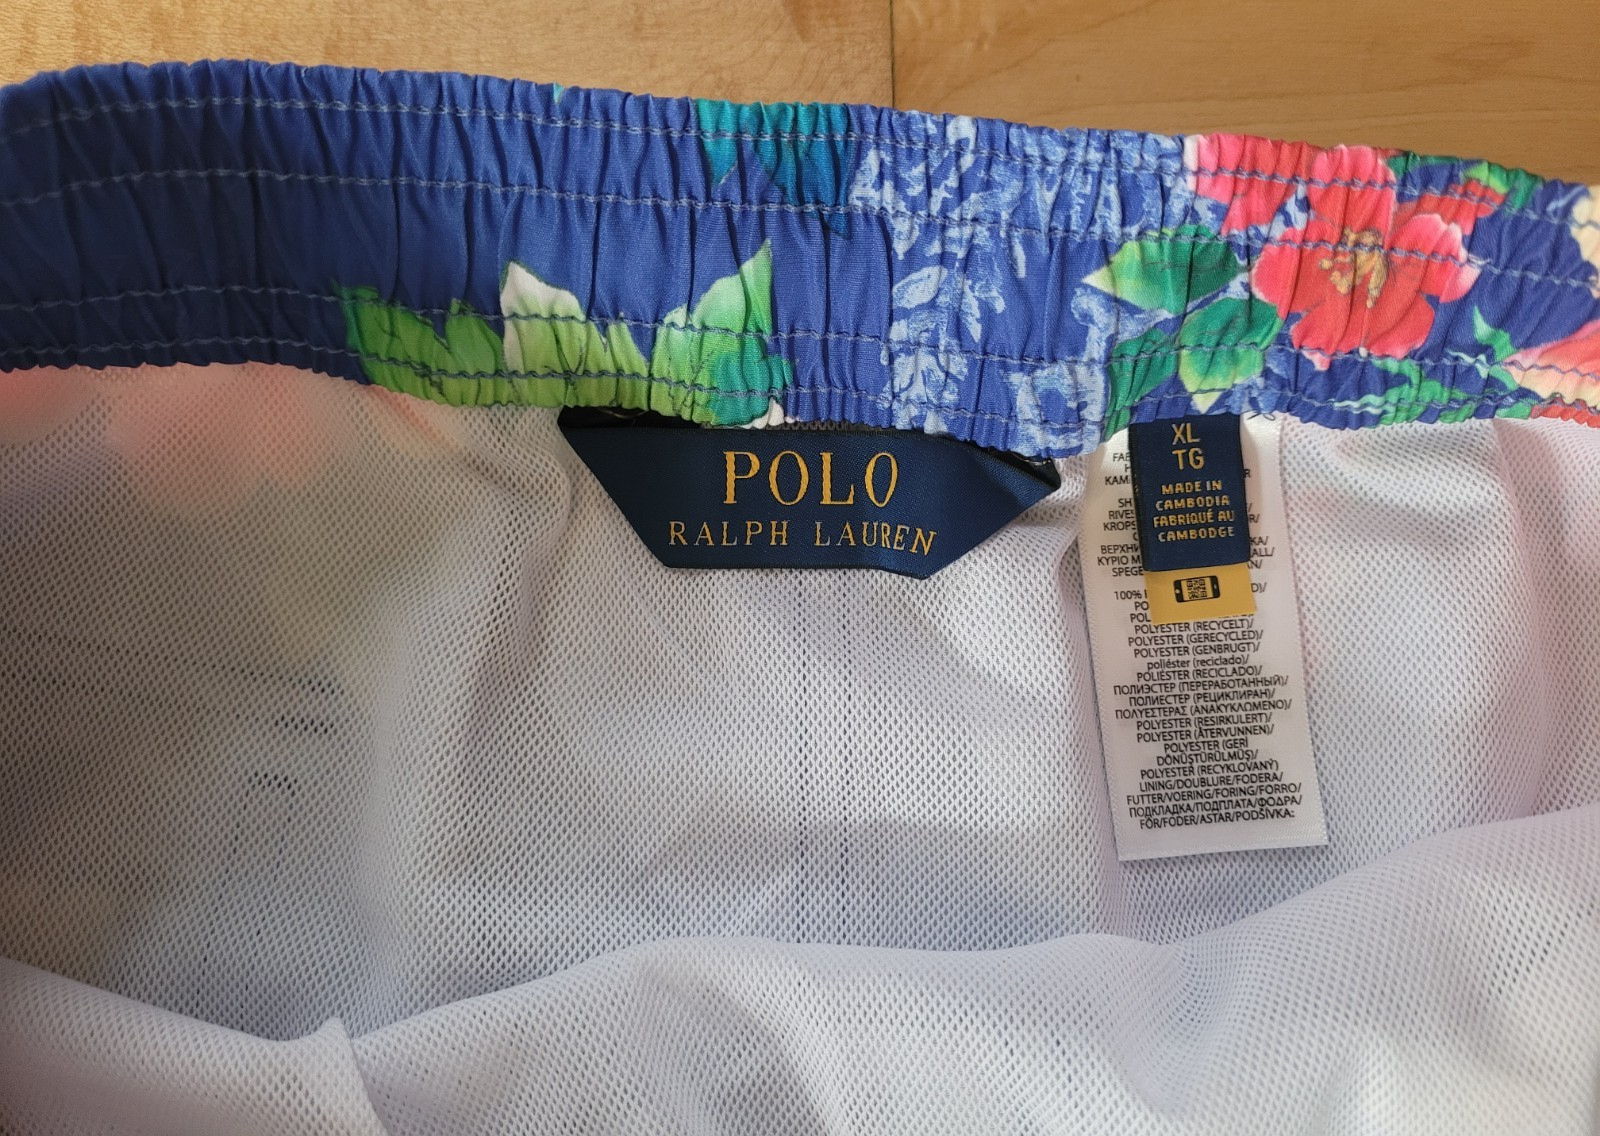 POLO
RALPH LAUREN
XL
TG
MADE IN
CAMBODIA
FABRIQUÉ AU
CAMBODGE
100%
POLYESTER (RECYCELT)/
POLYESTER (GERECYCLED)/
POLYESTER (GENBRUGT)/
poliéster (reciclado)/
POLIÉSTER (RECICLADO)/
ПОЛИЭСТЕР (ПЕРЕРАБОТАННЫЙ)/
ПОЛИЕСТЕР (РЕЦИКЛИРАН)/
ΠΟΛΥΕΣΤΕΡΑΣ (ΑΝΑΚΥΚΛΩΜΕΝΟ)/
POLYESTER (RESIRKULERT)/
POLYESTER (ÅTERVUNNEN)/
POLYESTER (GERİ
DÖNÜŞTÜRÜLMÜŞ)/
POLYESTER (RECYKLOVANÝ)
LINING/DOUBLURE/FODERA/
FUTTER/VOERING/FORING/FORRO/
ПОДКЛАДКА/ПОДПЛАТА/ΦΟΔΡΑ/
FÔR/FODER/ASTAR/PODŠÍVKA: